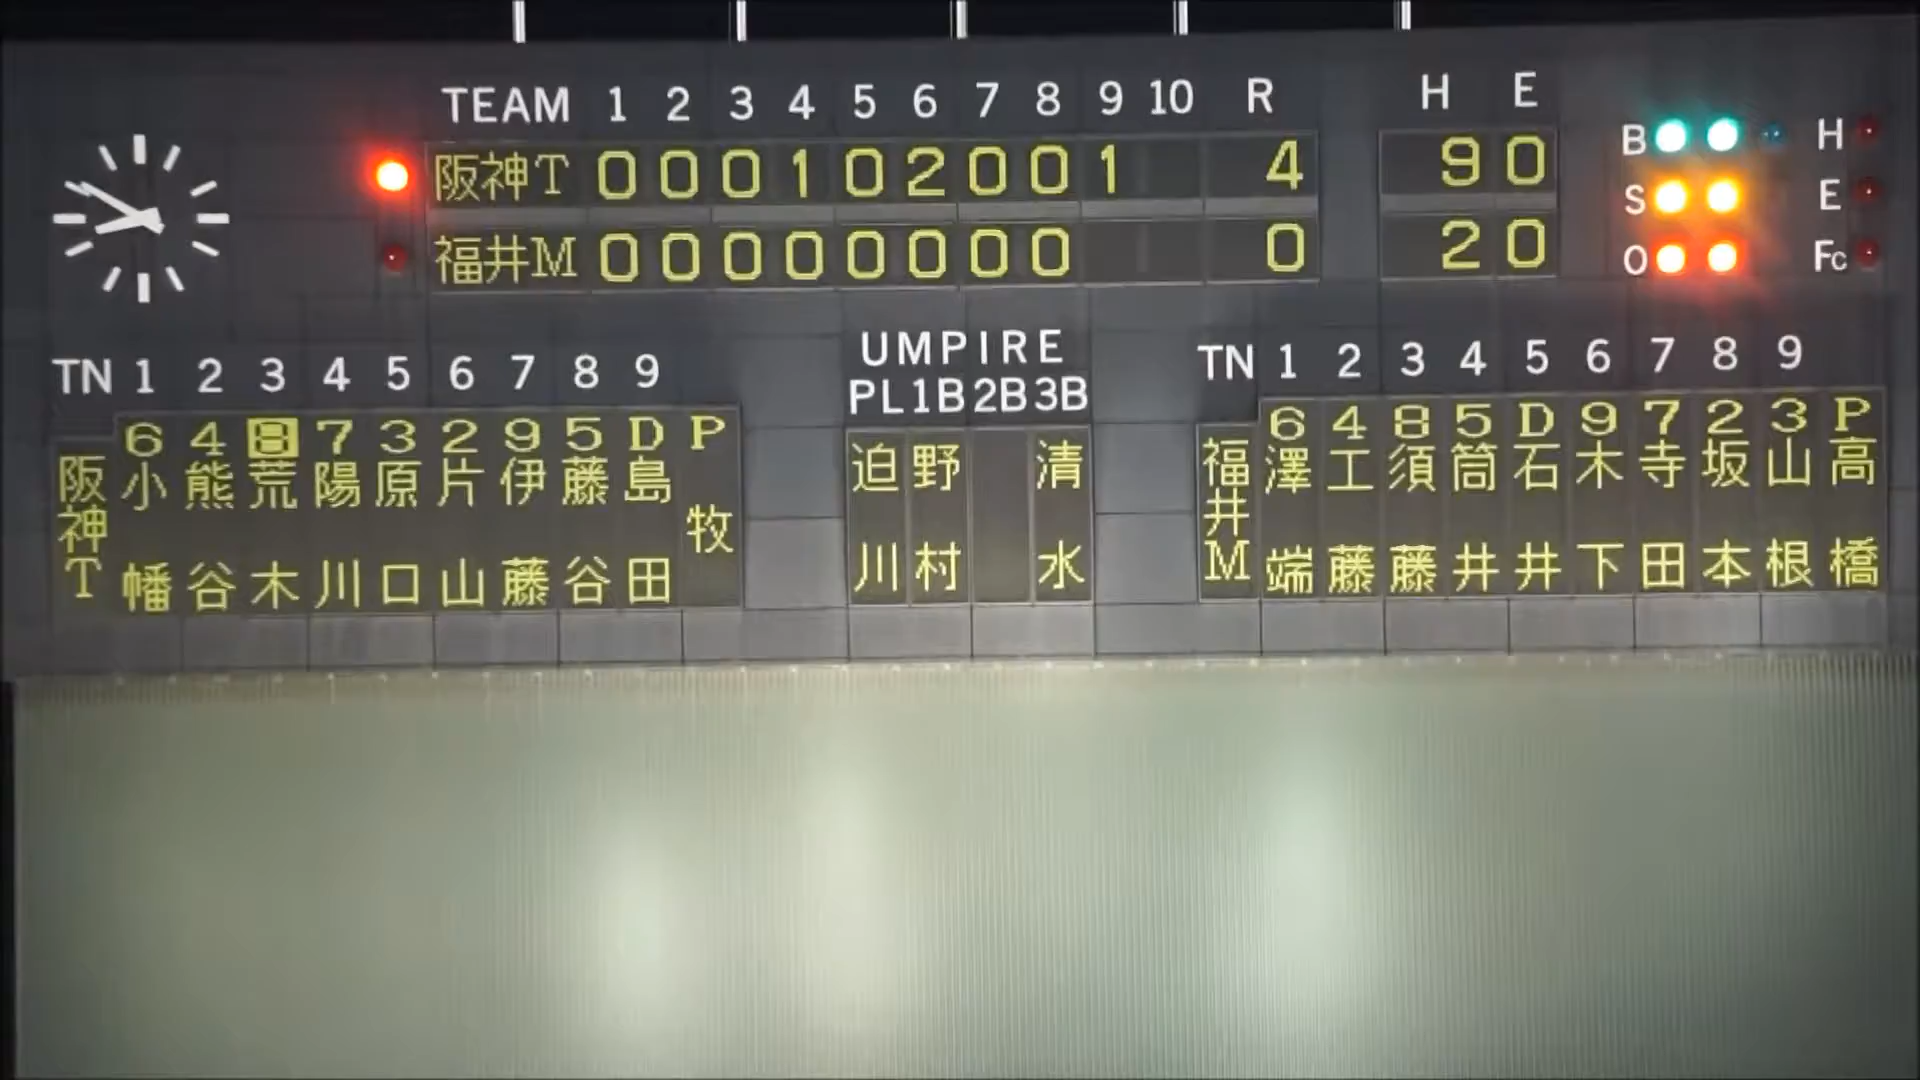 TEAM 1 2 3 4 5 6 7 8 9 10 R H E
阪神T 0 0 0 1 0 2 0 0 1 4 9 0
福井M 0 0 0 0 0 0 0 0 0 2 0
B H
S E
O Fc
TN 1 2 3 4 5 6 7 8 9
阪神T
6 4 8 7 3 2 9 5 D P
小幡 熊谷 荒木 陽川 原口 片山 伊藤 藤谷 島田 牧
UMPIRE
PL 1B 2B 3B
迫川 野村 清水
TN 1 2 3 4 5 6 7 8 9
福井M
6 4 8 5 D 9 7 2 3 P
澤端 工藤 須藤 筒井 石井 木下 寺田 坂本 山根 高橋